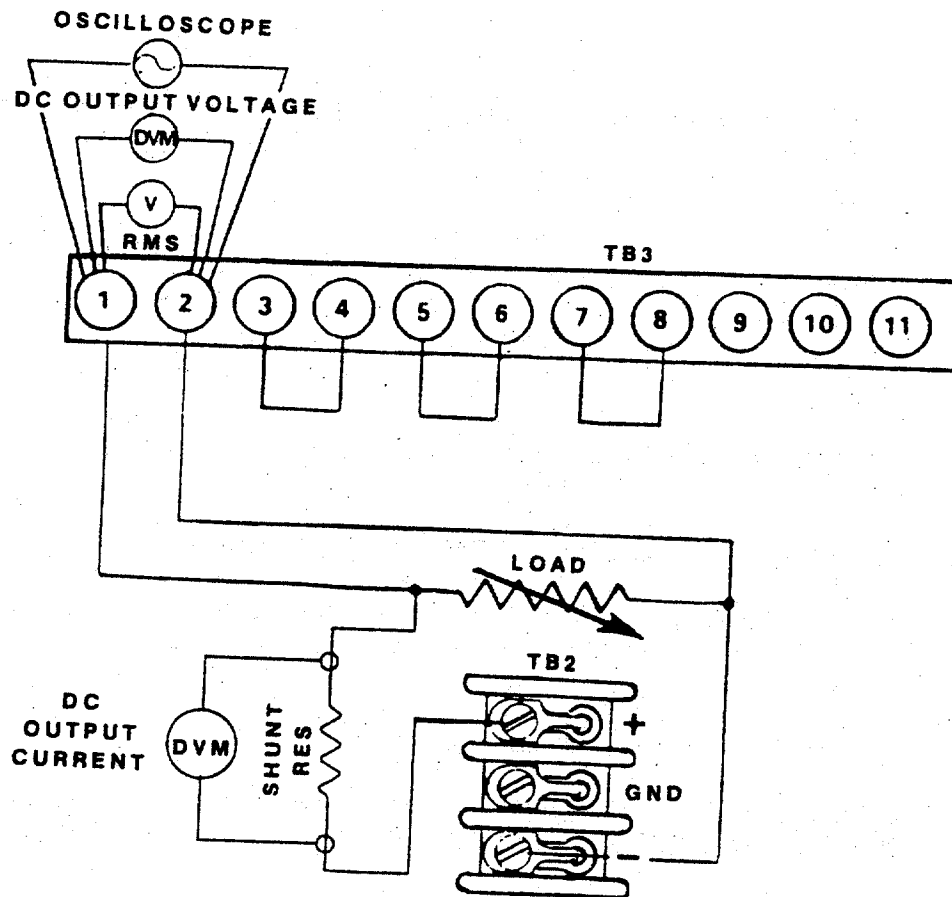 OSCILLOSCOPE
DC OUTPUT VOLTAGE
DVM
V
RMS
TB3
1 2 3 4 5 6 7 8 9 10 11
LOAD
TB2
DC
OUTPUT
CURRENT
DVM
SHUNT
RES
+
GND
-